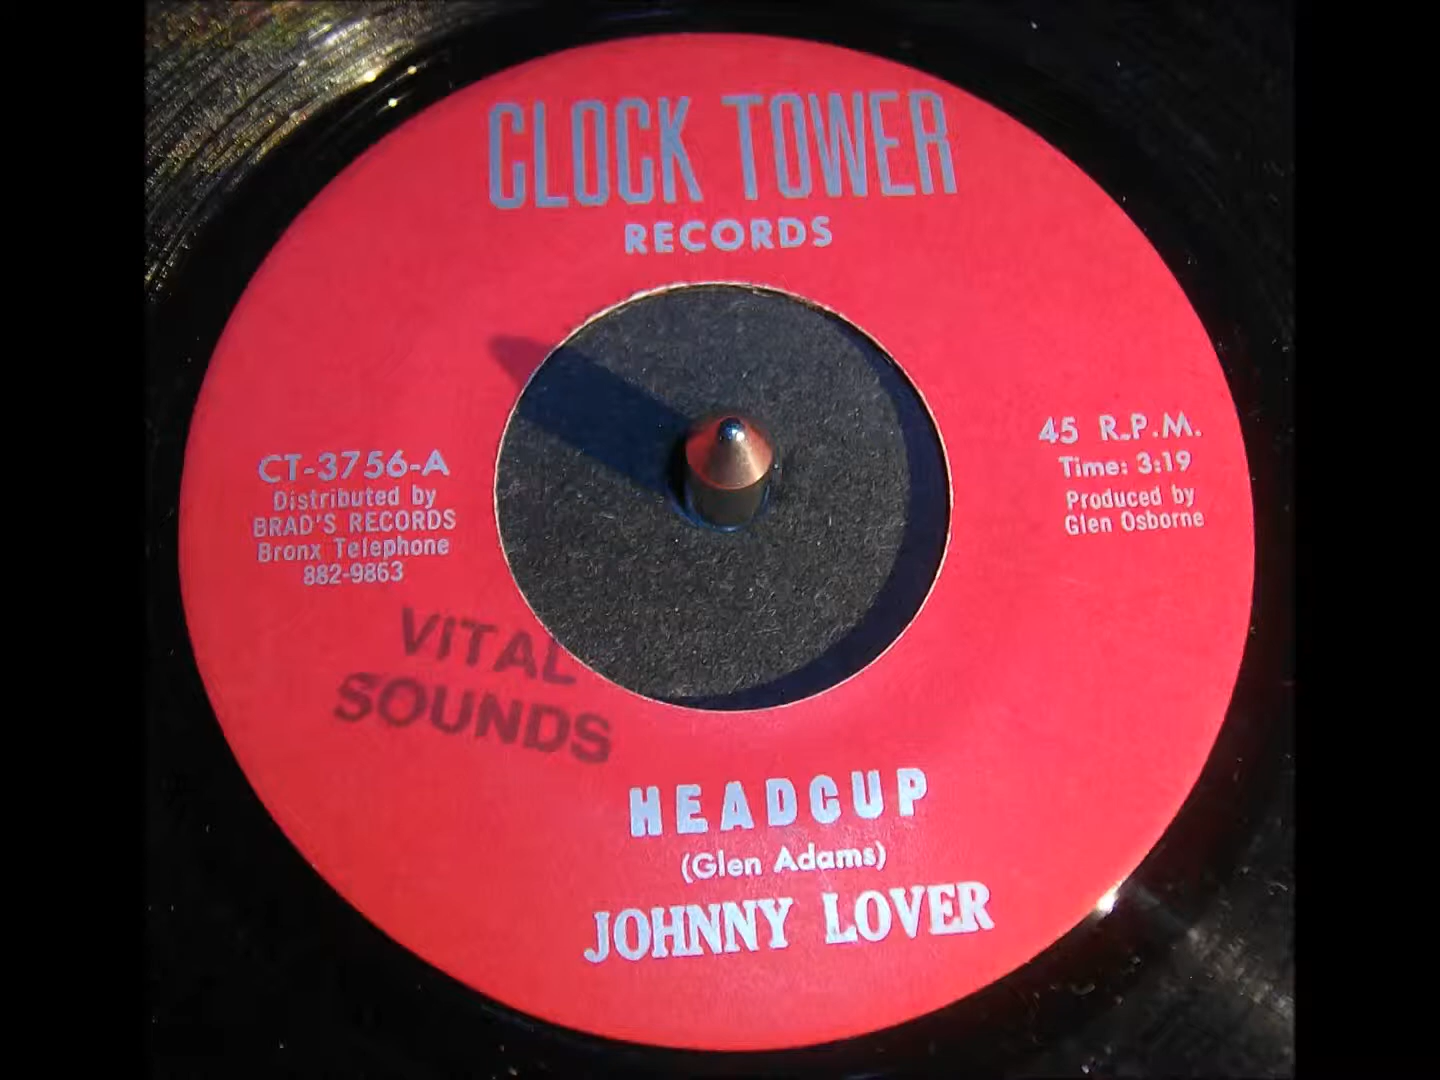 CLOCK TOWER
RECORDS
CT-3756-A
Distributed by
BRAD'S RECORDS
Bronx Telephone
882-9863
45 R.P.M.
Time: 3:19
Produced by
Glen Osborne
VITAL
SOUNDS
HEADCUP
(Glen Adams)
JOHNNY LOVER